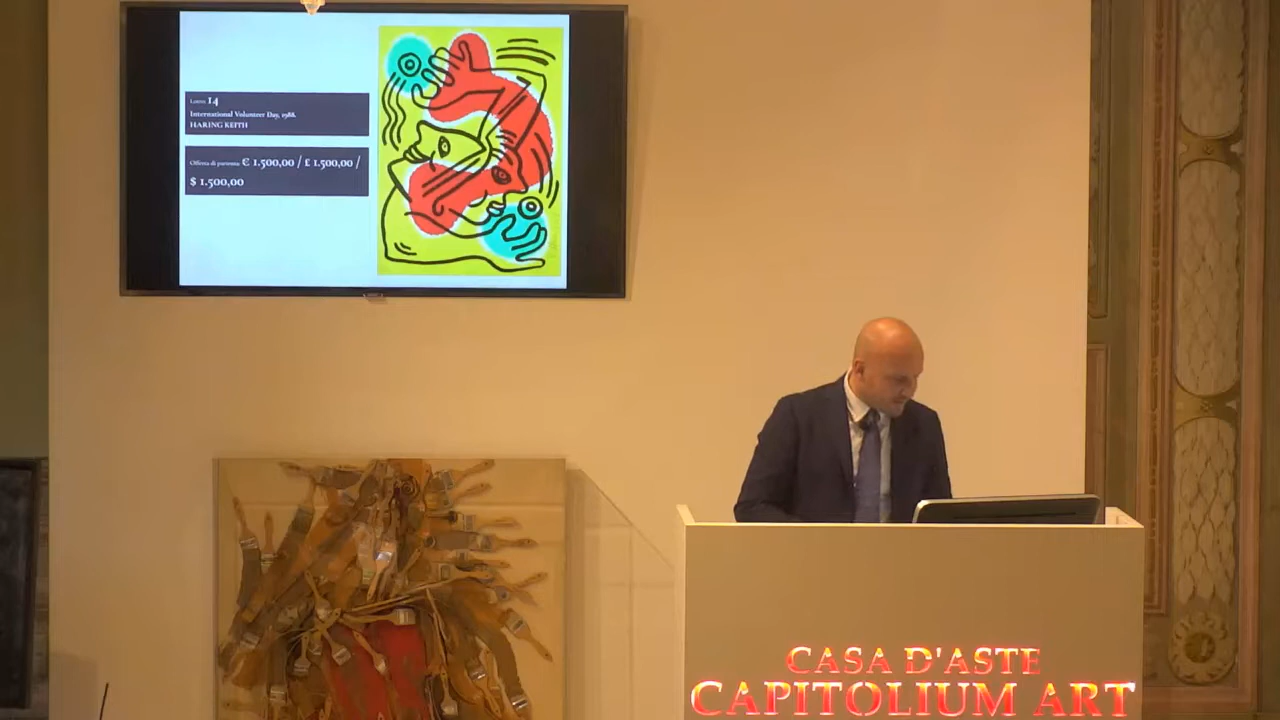 Lotto 14
International Volunteer Day, 1988.
HARING KEITH
Offerta di partenza € 1.500,00 / £ 1.500,00 /
$ 1.500,00
CASA D'ASTE
CAPITOLIUM ART